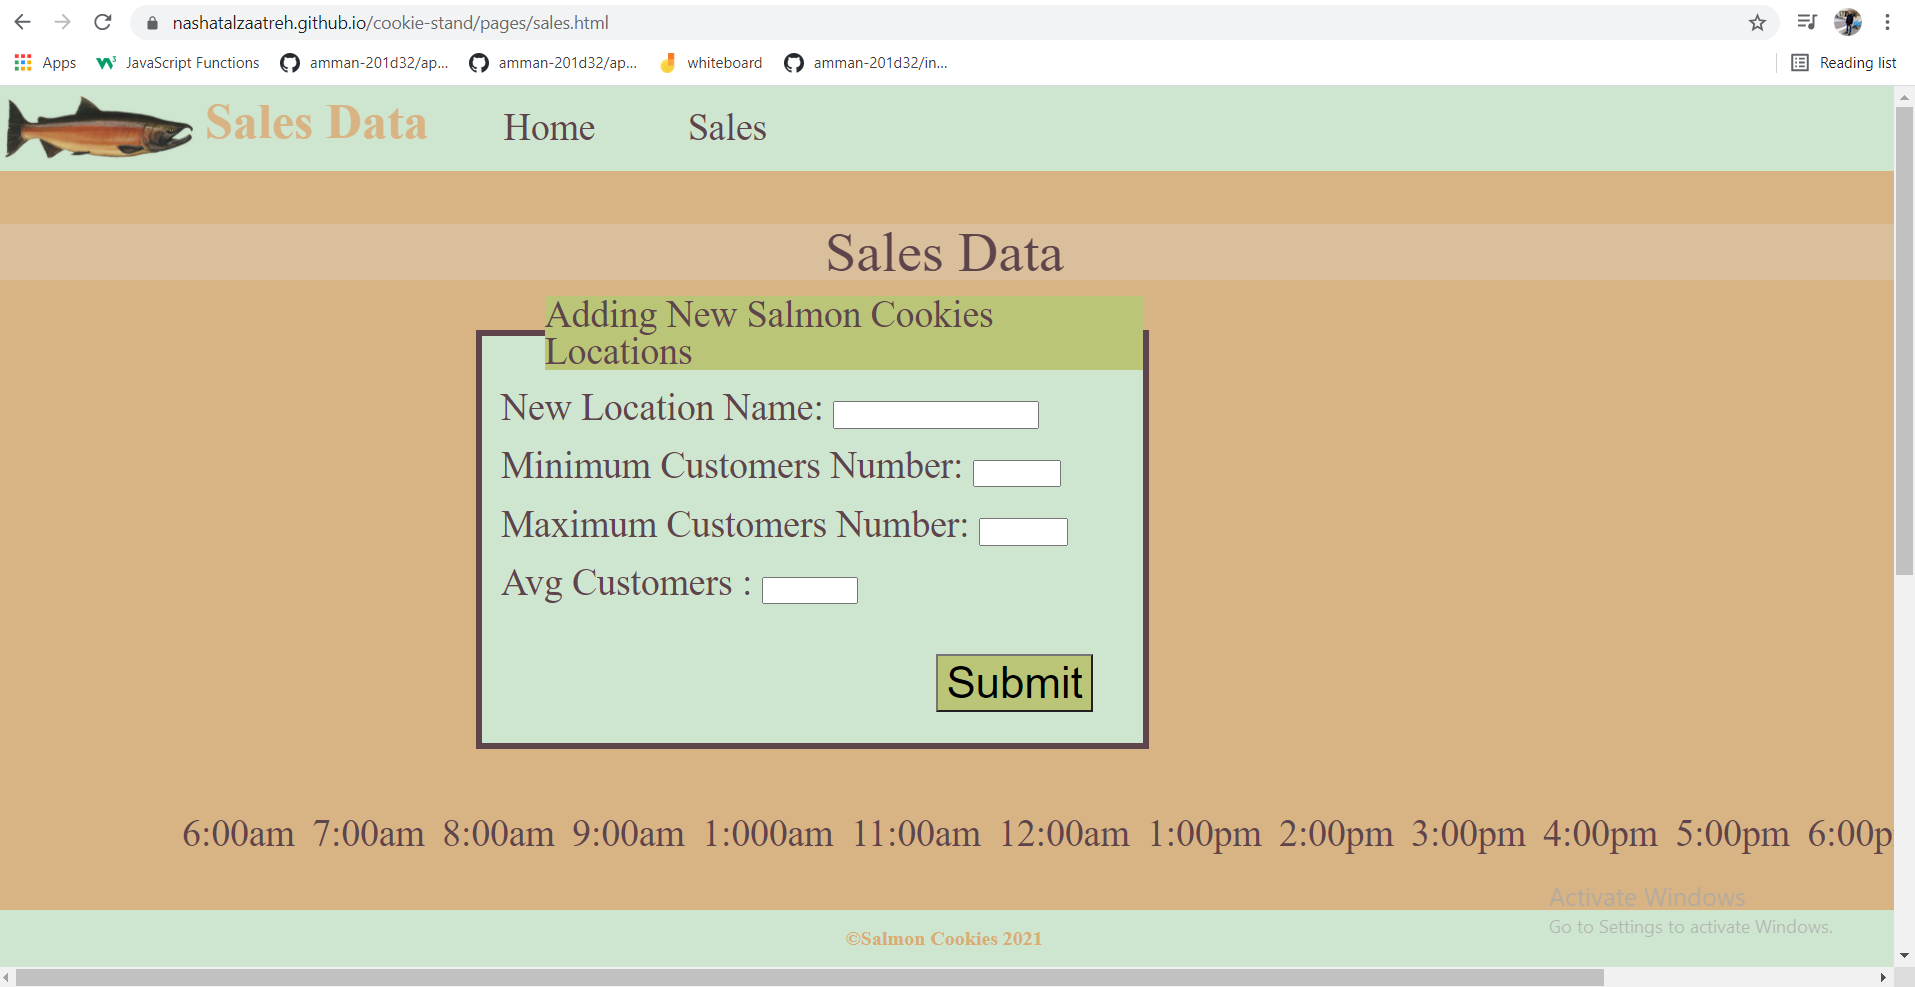 nashatalzaatreh.github.io/cookie-stand/pages/sales.html
Apps JavaScript Functions amman-201d32/ap... amman-201d32/ap... whiteboard amman-201d32/in... Reading list
Sales Data Home Sales
Sales Data
Adding New Salmon Cookies
Locations
New Location Name:
Minimum Customers Number:
Maximum Customers Number:
Avg Customers :
Submit
6:00am 7:00am 8:00am 9:00am 1:000am 11:00am 12:00am 1:00pm 2:00pm 3:00pm 4:00pm 5:00pm 6:00p
Activate Windows
Go to Settings to activate Windows.
©Salmon Cookies 2021